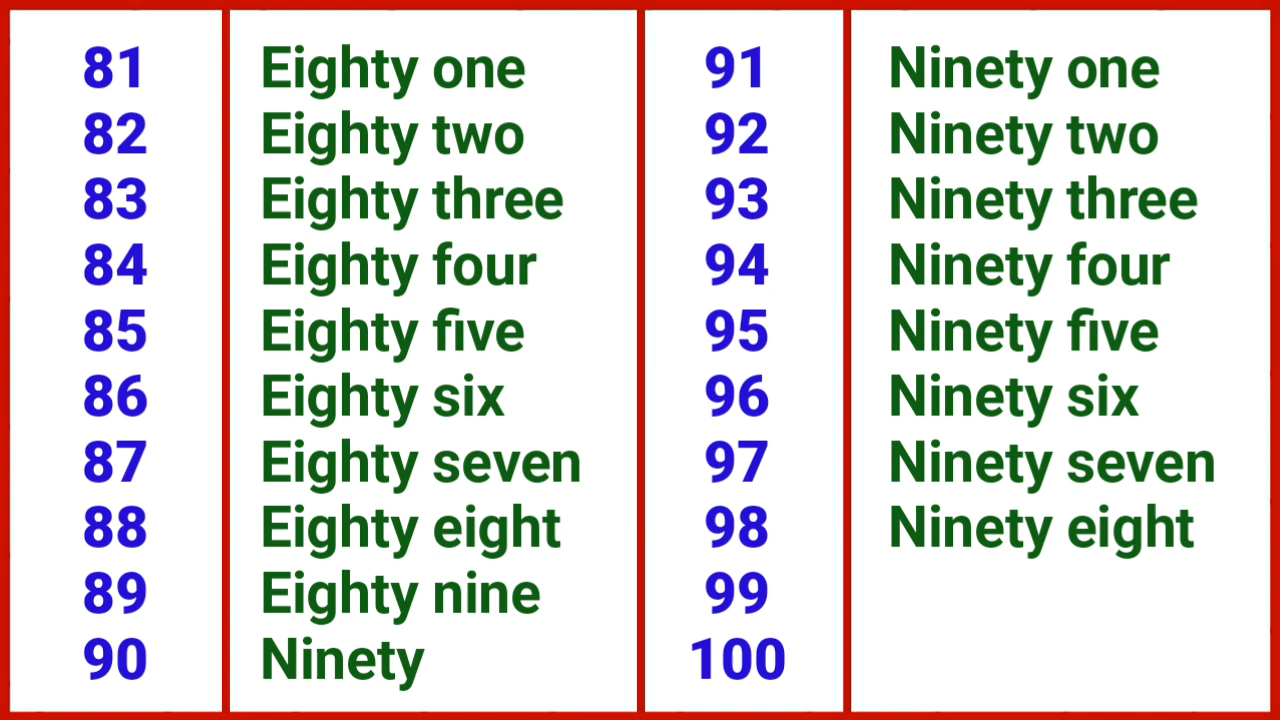 81 Eighty one 91 Ninety one
82 Eighty two 92 Ninety two
83 Eighty three 93 Ninety three
84 Eighty four 94 Ninety four
85 Eighty five 95 Ninety five
86 Eighty six 96 Ninety six
87 Eighty seven 97 Ninety seven
88 Eighty eight 98 Ninety eight
89 Eighty nine 99
90 Ninety 100